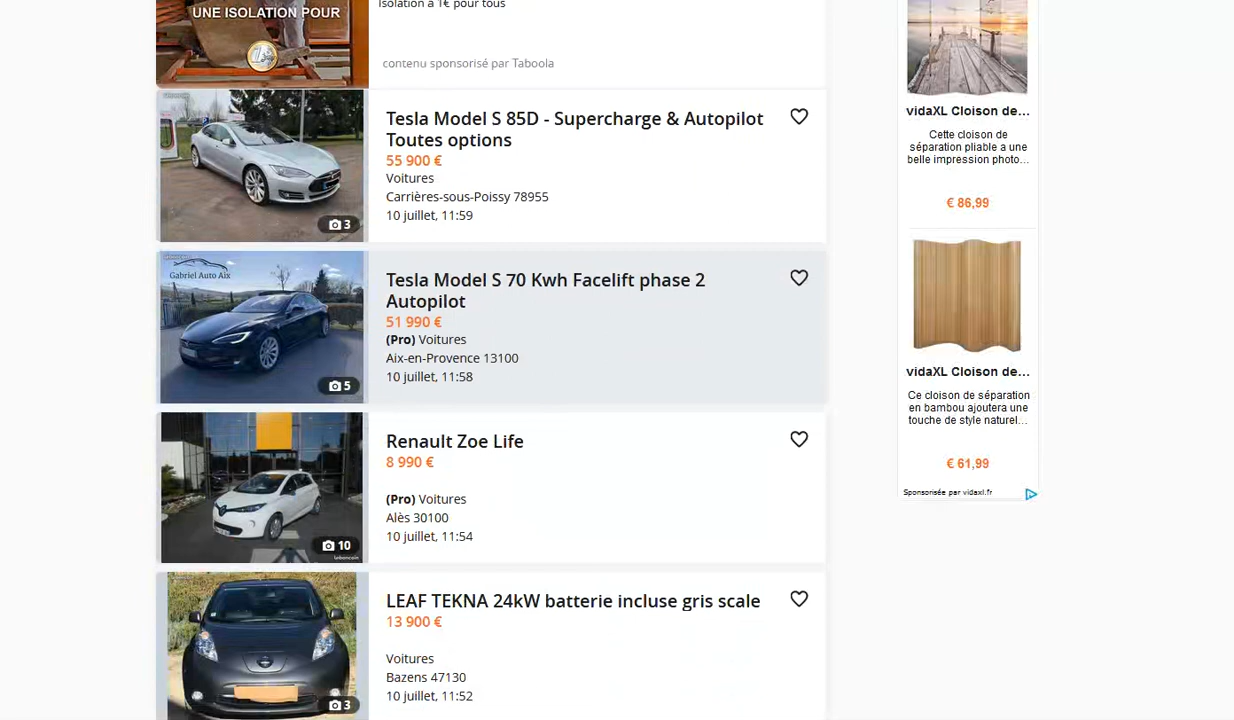 UNE ISOLATION POUR
Isolation à 1€ pour tous
contenu sponsorisé par Taboola
Tesla Model S 85D - Supercharge & Autopilot
Toutes options
55 900 €
Voitures
Carrières-sous-Poissy 78955
10 juillet, 11:59
3
Gabriel Auto Aix
Tesla Model S 70 Kwh Facelift phase 2
Autopilot
51 990 €
(Pro) Voitures
Aix-en-Provence 13100
10 juillet, 11:58
5
Renault Zoe Life
8 990 €
(Pro) Voitures
Alès 30100
10 juillet, 11:54
10
leboncoin
LEAF TEKNA 24kW batterie incluse gris scale
13 900 €
Voitures
Bazens 47130
10 juillet, 11:52
3
vidaXL Cloison de...
Cette cloison de
séparation pliable a une
belle impression photo...
€ 86,99
vidaXL Cloison de...
Ce cloison de séparation
en bambou ajoutera une
touche de style naturel...
€ 61,99
Sponsorisée par vidaxl.fr